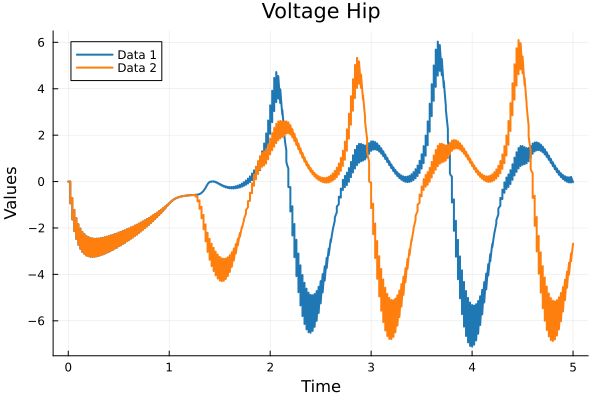 Voltage Hip
Data 1
Data 2
Values
6
4
2
0
−2
−4
−6
0 1 2 3 4 5
Time